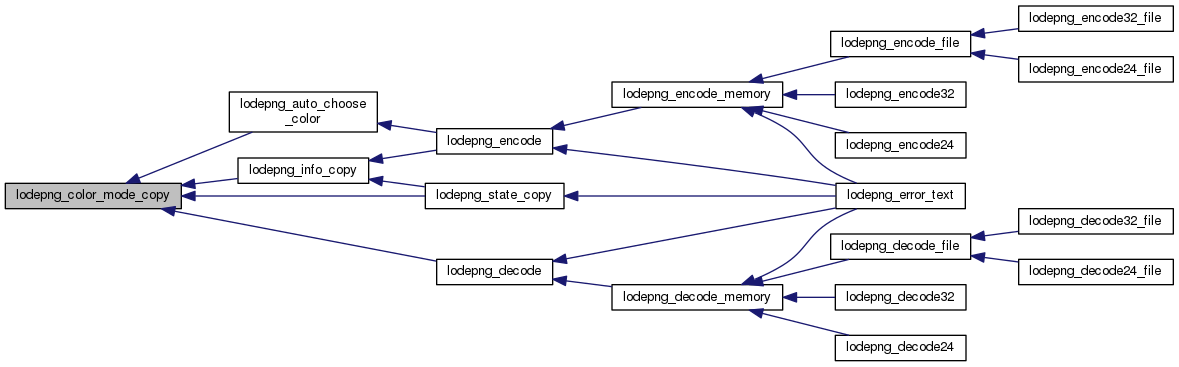 lodepng_color_mode_copy
lodepng_auto_choose
_color
lodepng_info_copy
lodepng_encode
lodepng_state_copy
lodepng_decode
lodepng_encode_memory
lodepng_decode_memory
lodepng_encode_file
lodepng_encode32
lodepng_encode24
lodepng_error_text
lodepng_decode_file
lodepng_decode32
lodepng_decode24
lodepng_encode32_file
lodepng_encode24_file
lodepng_decode32_file
lodepng_decode24_file